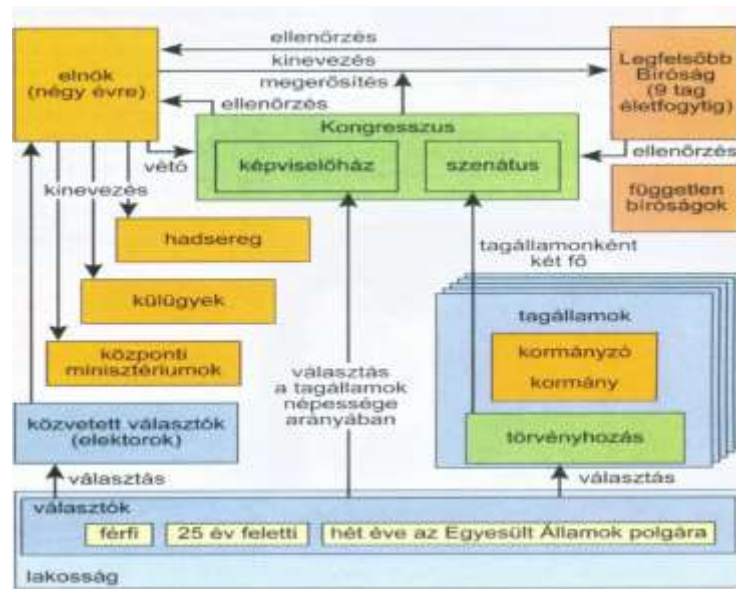 ellenőrzés
kinevezés
megerősítés
elnök
(négy évre)
Legfelsőbb
Bíróság
(9 tag
életfogytig)
ellenőrzés
Kongresszus
vétó
képviselőház
szenátus
ellenőrzés
kinevezés
független
bíróságok
hadsereg
tagállamonként
két fő
külügyek
tagállamok
központi
minisztériumok
kormányzó
kormány
választás
a tagállamok
népessége
arányában
közvetett választók
(elektorok)
törvényhozás
választás
választás
választók
férfi
25 év feletti
hét éve az Egyesült Államok polgára
lakosság